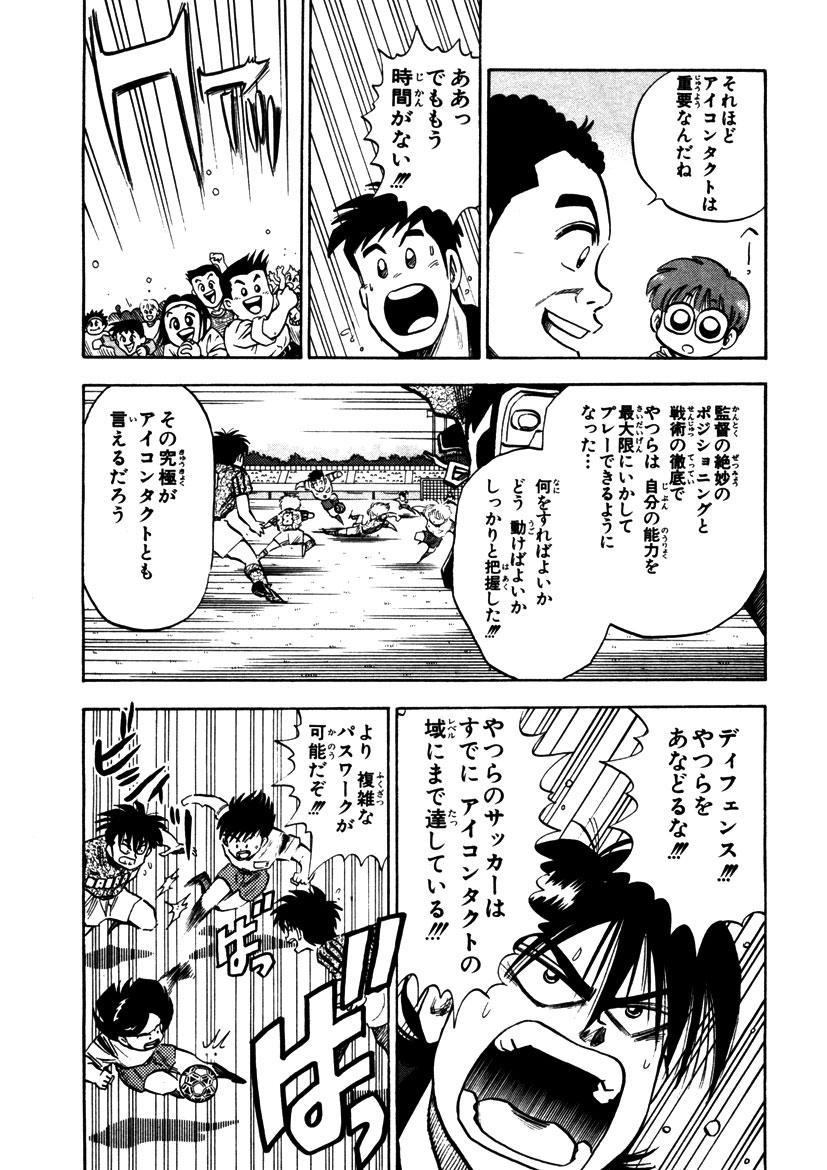 それほど
アイコンタクトは
重要なんだね
へーっ
ああっ
でももう
時間がない!!!
監督の絶妙の
ポジショニングと
戦術の徹底で
やつらは 自分の能力を
最大限にいかして
プレーできるように
なった…
何をすればよいか
どう 動けばよいか
しっかりと把握した!!!
その究極が
アイコンタクトとも
言えるだろう
ディフェンス!!!
やつらを
あなどるな!!!
やつらのサッカーは
すでに アイコンタクトの
域にまで達している!!!
より 複雑な
パスワークが
可能だぞ!!!
ビシィ
ばっ
ばっ!!